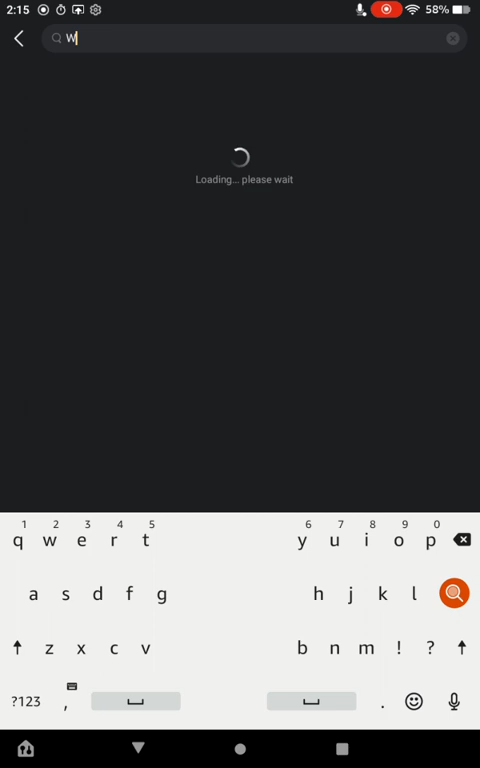 2:15 58%
W
Loading... please wait
1 2 3 4 5 6 7 8 9 0
q w e r t y u i o p
a s d f g h j k l
z x c v b n m ! ?
?123 , .